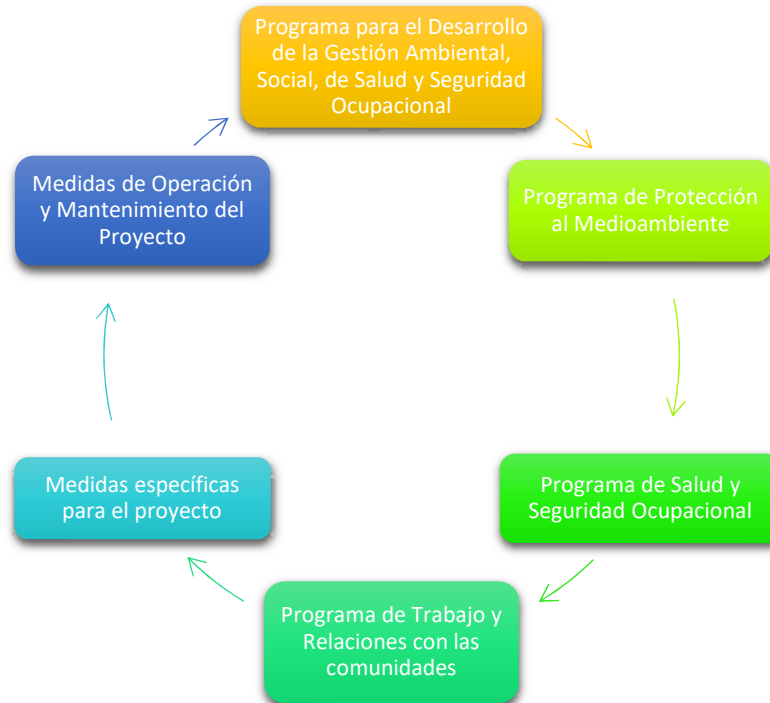 Programa para el Desarrollo
de la Gestión Ambiental,
Social, de Salud y Seguridad
Ocupacional
Programa de Protección
al Medioambiente
Programa de Salud y
Seguridad Ocupacional
Programa de Trabajo y
Relaciones con las
comunidades
Medidas específicas
para el proyecto
Medidas de Operación
y Mantenimiento del
Proyecto